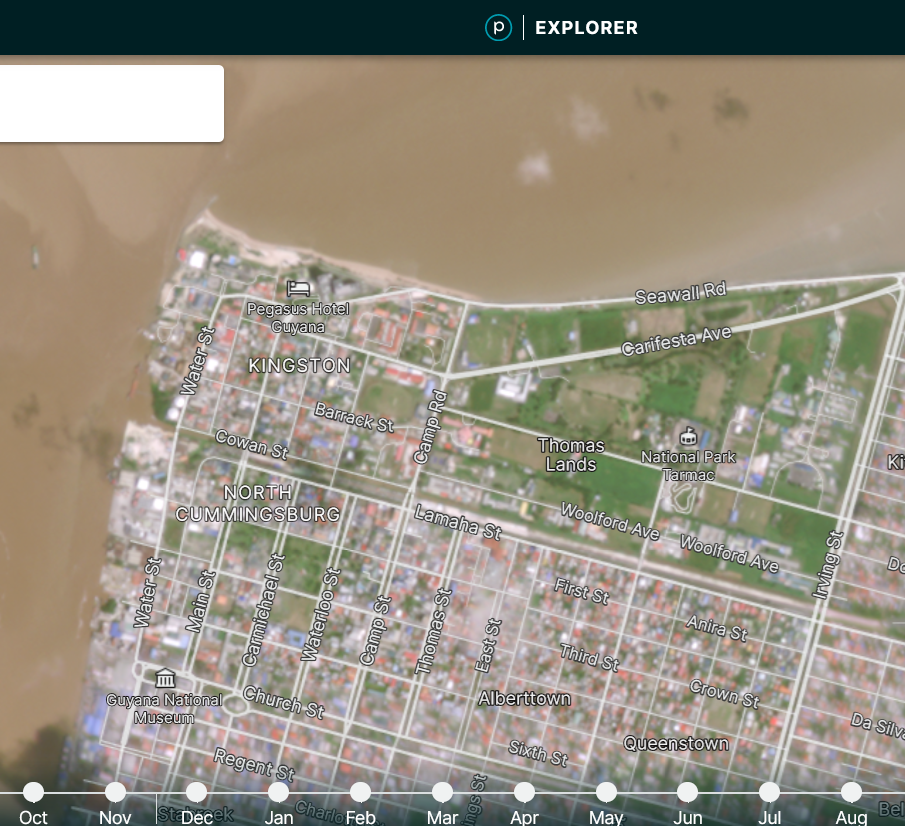 p EXPLORER
Seawall Rd
Pegasus Hotel
Guyana
Carifesta Ave
Water St
KINGSTON
Barrack St
Camp Rd
Cowan St
Thomas
Lands
National Park
Tarmac
Ki
NORTH
CUMMINGSBURG
Lamaha St
Woolford Ave
Woolford Ave
Irving St
Do
Water St
Main St
Carmichael St
Waterloo St
Camp St
Thomas St
East St
First St
Anira St
Third St
Crown St
Guyana National
Museum
Church St
Alberttown
Queenstown
Da Silva
Sixth St
Regent St
Stabroek
Charlo
ngs St
Bel
Oct Nov Dec Jan Feb Mar Apr May Jun Jul Aug